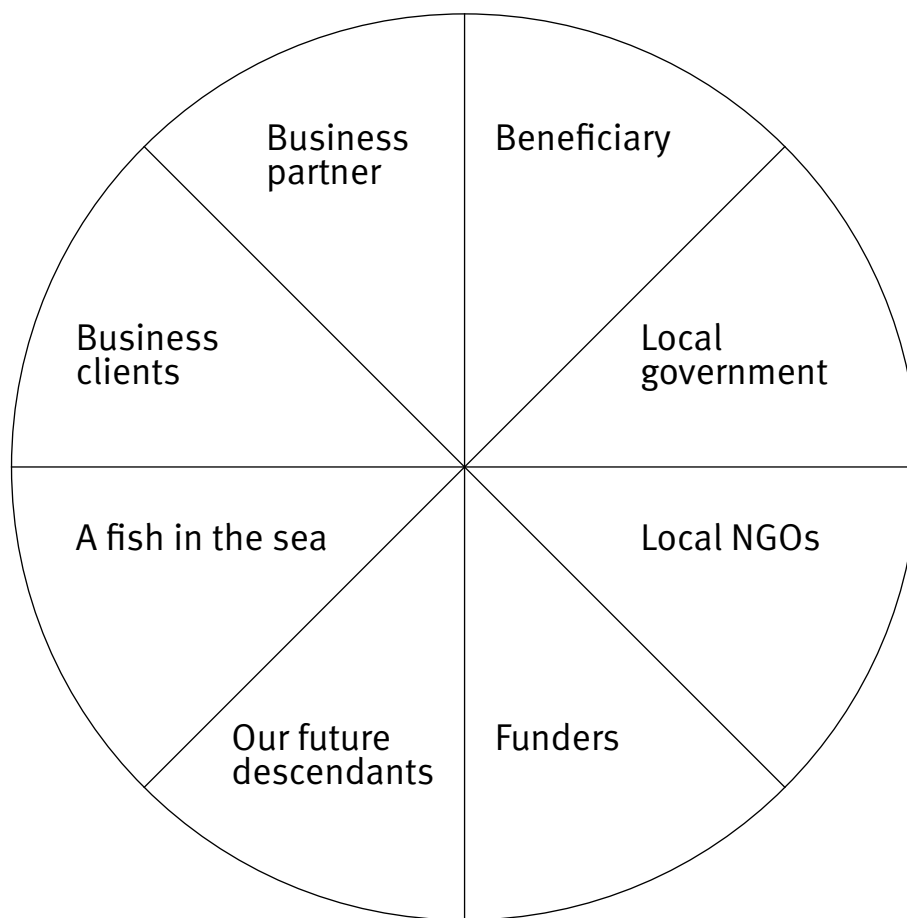 Business
partner
Beneficiary
Business
clients
Local
government
A fish in the sea
Local NGOs
Our future
descendants
Funders